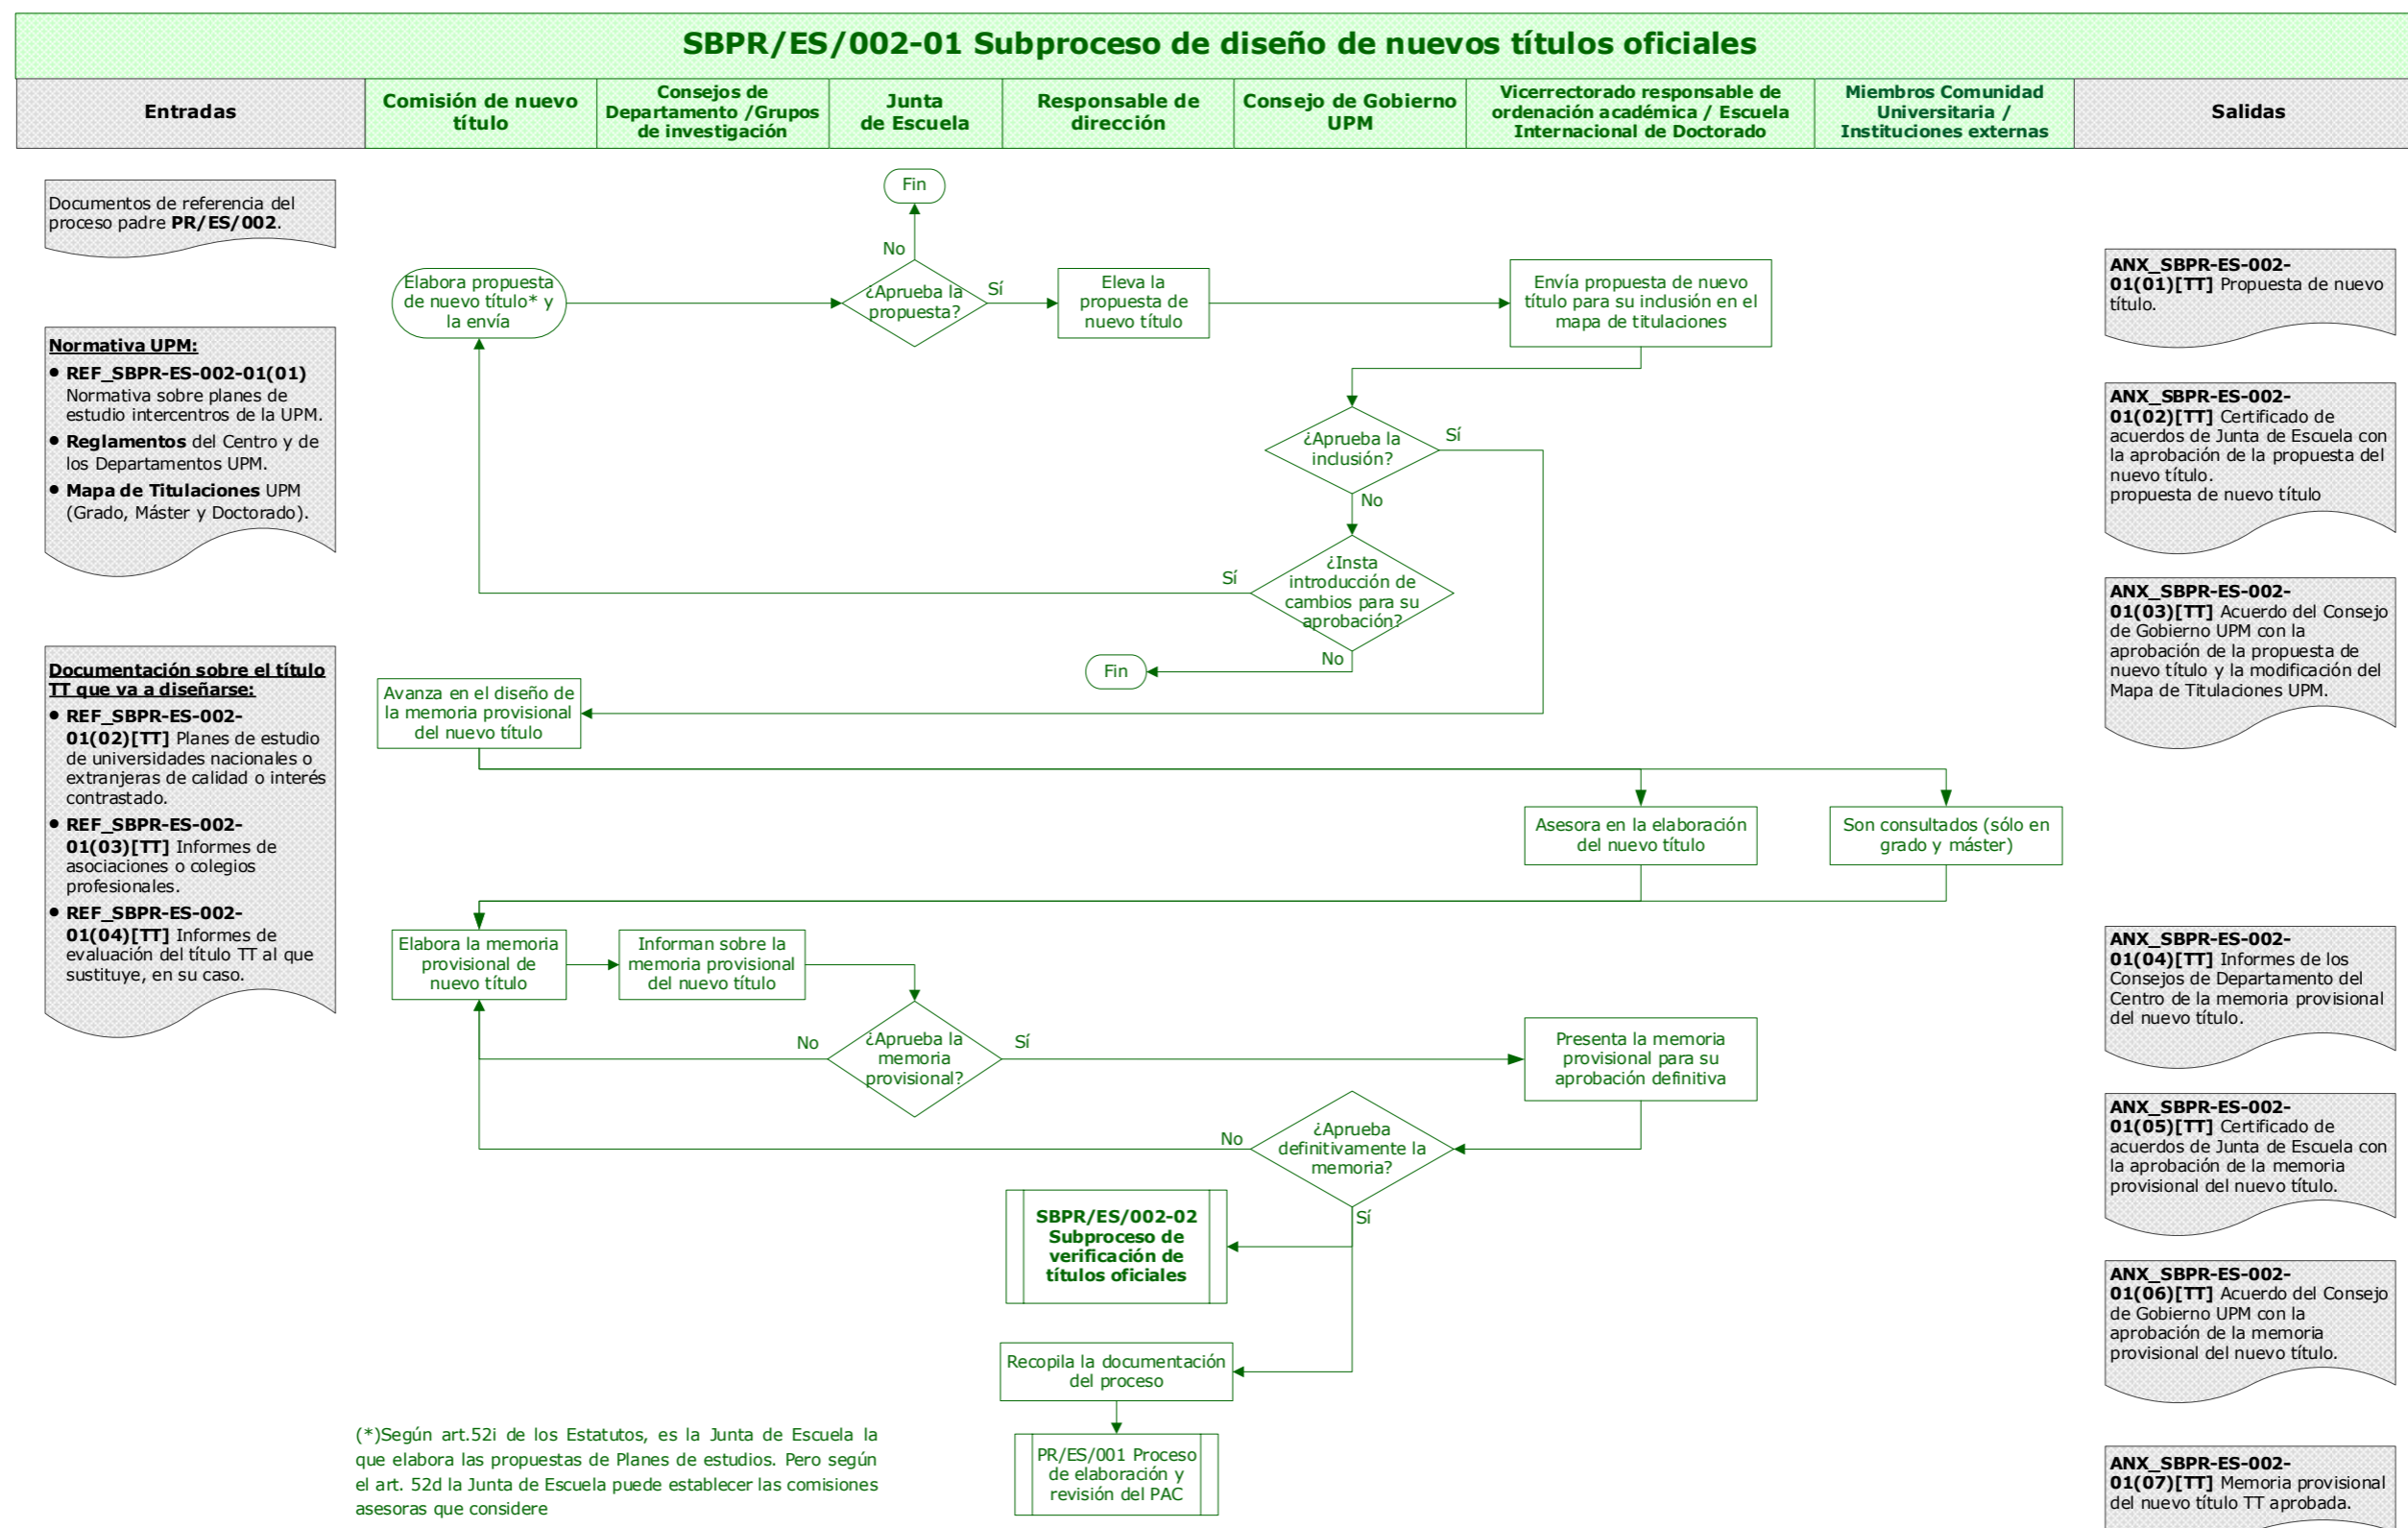 SBPR/ES/002-01 Subproceso de diseño de nuevos títulos oficiales
Entradas
Comisión de nuevo
título
Consejos de
Departamento /Grupos
de investigación
Junta
de Escuela
Responsable de
dirección
Consejo de Gobierno
UPM
Vicerrectorado responsable de
ordenación académica / Escuela
Internacional de Doctorado
Miembros Comunidad
Universitaria /
Instituciones externas
Salidas
Documentos de referencia del
proceso padre PR/ES/002.
Normativa UPM:
• REF_SBPR-ES-002-01(01)
Normativa sobre planes de
estudio intercentros de la UPM.
• Reglamentos del Centro y de
los Departamentos UPM.
• Mapa de Titulaciones UPM
(Grado, Máster y Doctorado).
Documentación sobre el título
TT que va a diseñarse:
• REF_SBPR-ES-002-
01(02)[TT] Planes de estudio
de universidades nacionales o
extranjeras de calidad o interés
contrastado.
• REF_SBPR-ES-002-
01(03)[TT] Informes de
asociaciones o colegios
profesionales.
• REF_SBPR-ES-002-
01(04)[TT] Informes de
evaluación del título TT al que
sustituye, en su caso.
Fin
No
Elabora propuesta
de nuevo título* y
la envía
¿Aprueba la
propuesta?
Sí
Eleva la
propuesta de
nuevo título
Envía propuesta de nuevo
título para su inclusión en el
mapa de titulaciones
¿Aprueba la
inclusión?
Sí
No
¿Insta
introducción de
cambios para su
aprobación?
Sí
No
Fin
Avanza en el diseño de
la memoria provisional
del nuevo título
Asesora en la elaboración
del nuevo título
Son consultados (sólo en
grado y máster)
Elabora la memoria
provisional de
nuevo título
Informan sobre la
memoria provisional
del nuevo título
No
¿Aprueba la
memoria
provisional?
Sí
Presenta la memoria
provisional para su
aprobación definitiva
No
¿Aprueba
definitivamente la
memoria?
Sí
SBPR/ES/002-02
Subproceso de
verificación de
títulos oficiales
Recopila la documentación
del proceso
PR/ES/001 Proceso
de elaboración y
revisión del PAC
(*)Según art.52i de los Estatutos, es la Junta de Escuela la
que elabora las propuestas de Planes de estudios. Pero según
el art. 52d la Junta de Escuela puede establecer las comisiones
asesoras que considere
ANX_SBPR-ES-002-
01(01)[TT] Propuesta de nuevo
título.
ANX_SBPR-ES-002-
01(02)[TT] Certificado de
acuerdos de Junta de Escuela con
la aprobación de la propuesta del
nuevo título.
propuesta de nuevo título
ANX_SBPR-ES-002-
01(03)[TT] Acuerdo del Consejo
de Gobierno UPM con la
aprobación de la propuesta de
nuevo título y la modificación del
Mapa de Titulaciones UPM.
ANX_SBPR-ES-002-
01(04)[TT] Informes de los
Consejos de Departamento del
Centro de la memoria provisional
del nuevo título.
ANX_SBPR-ES-002-
01(05)[TT] Certificado de
acuerdos de Junta de Escuela con
la aprobación de la memoria
provisional del nuevo título.
ANX_SBPR-ES-002-
01(06)[TT] Acuerdo del Consejo
de Gobierno UPM con la
aprobación de la memoria
provisional del nuevo título.
ANX_SBPR-ES-002-
01(07)[TT] Memoria provisional
del nuevo título TT aprobada.